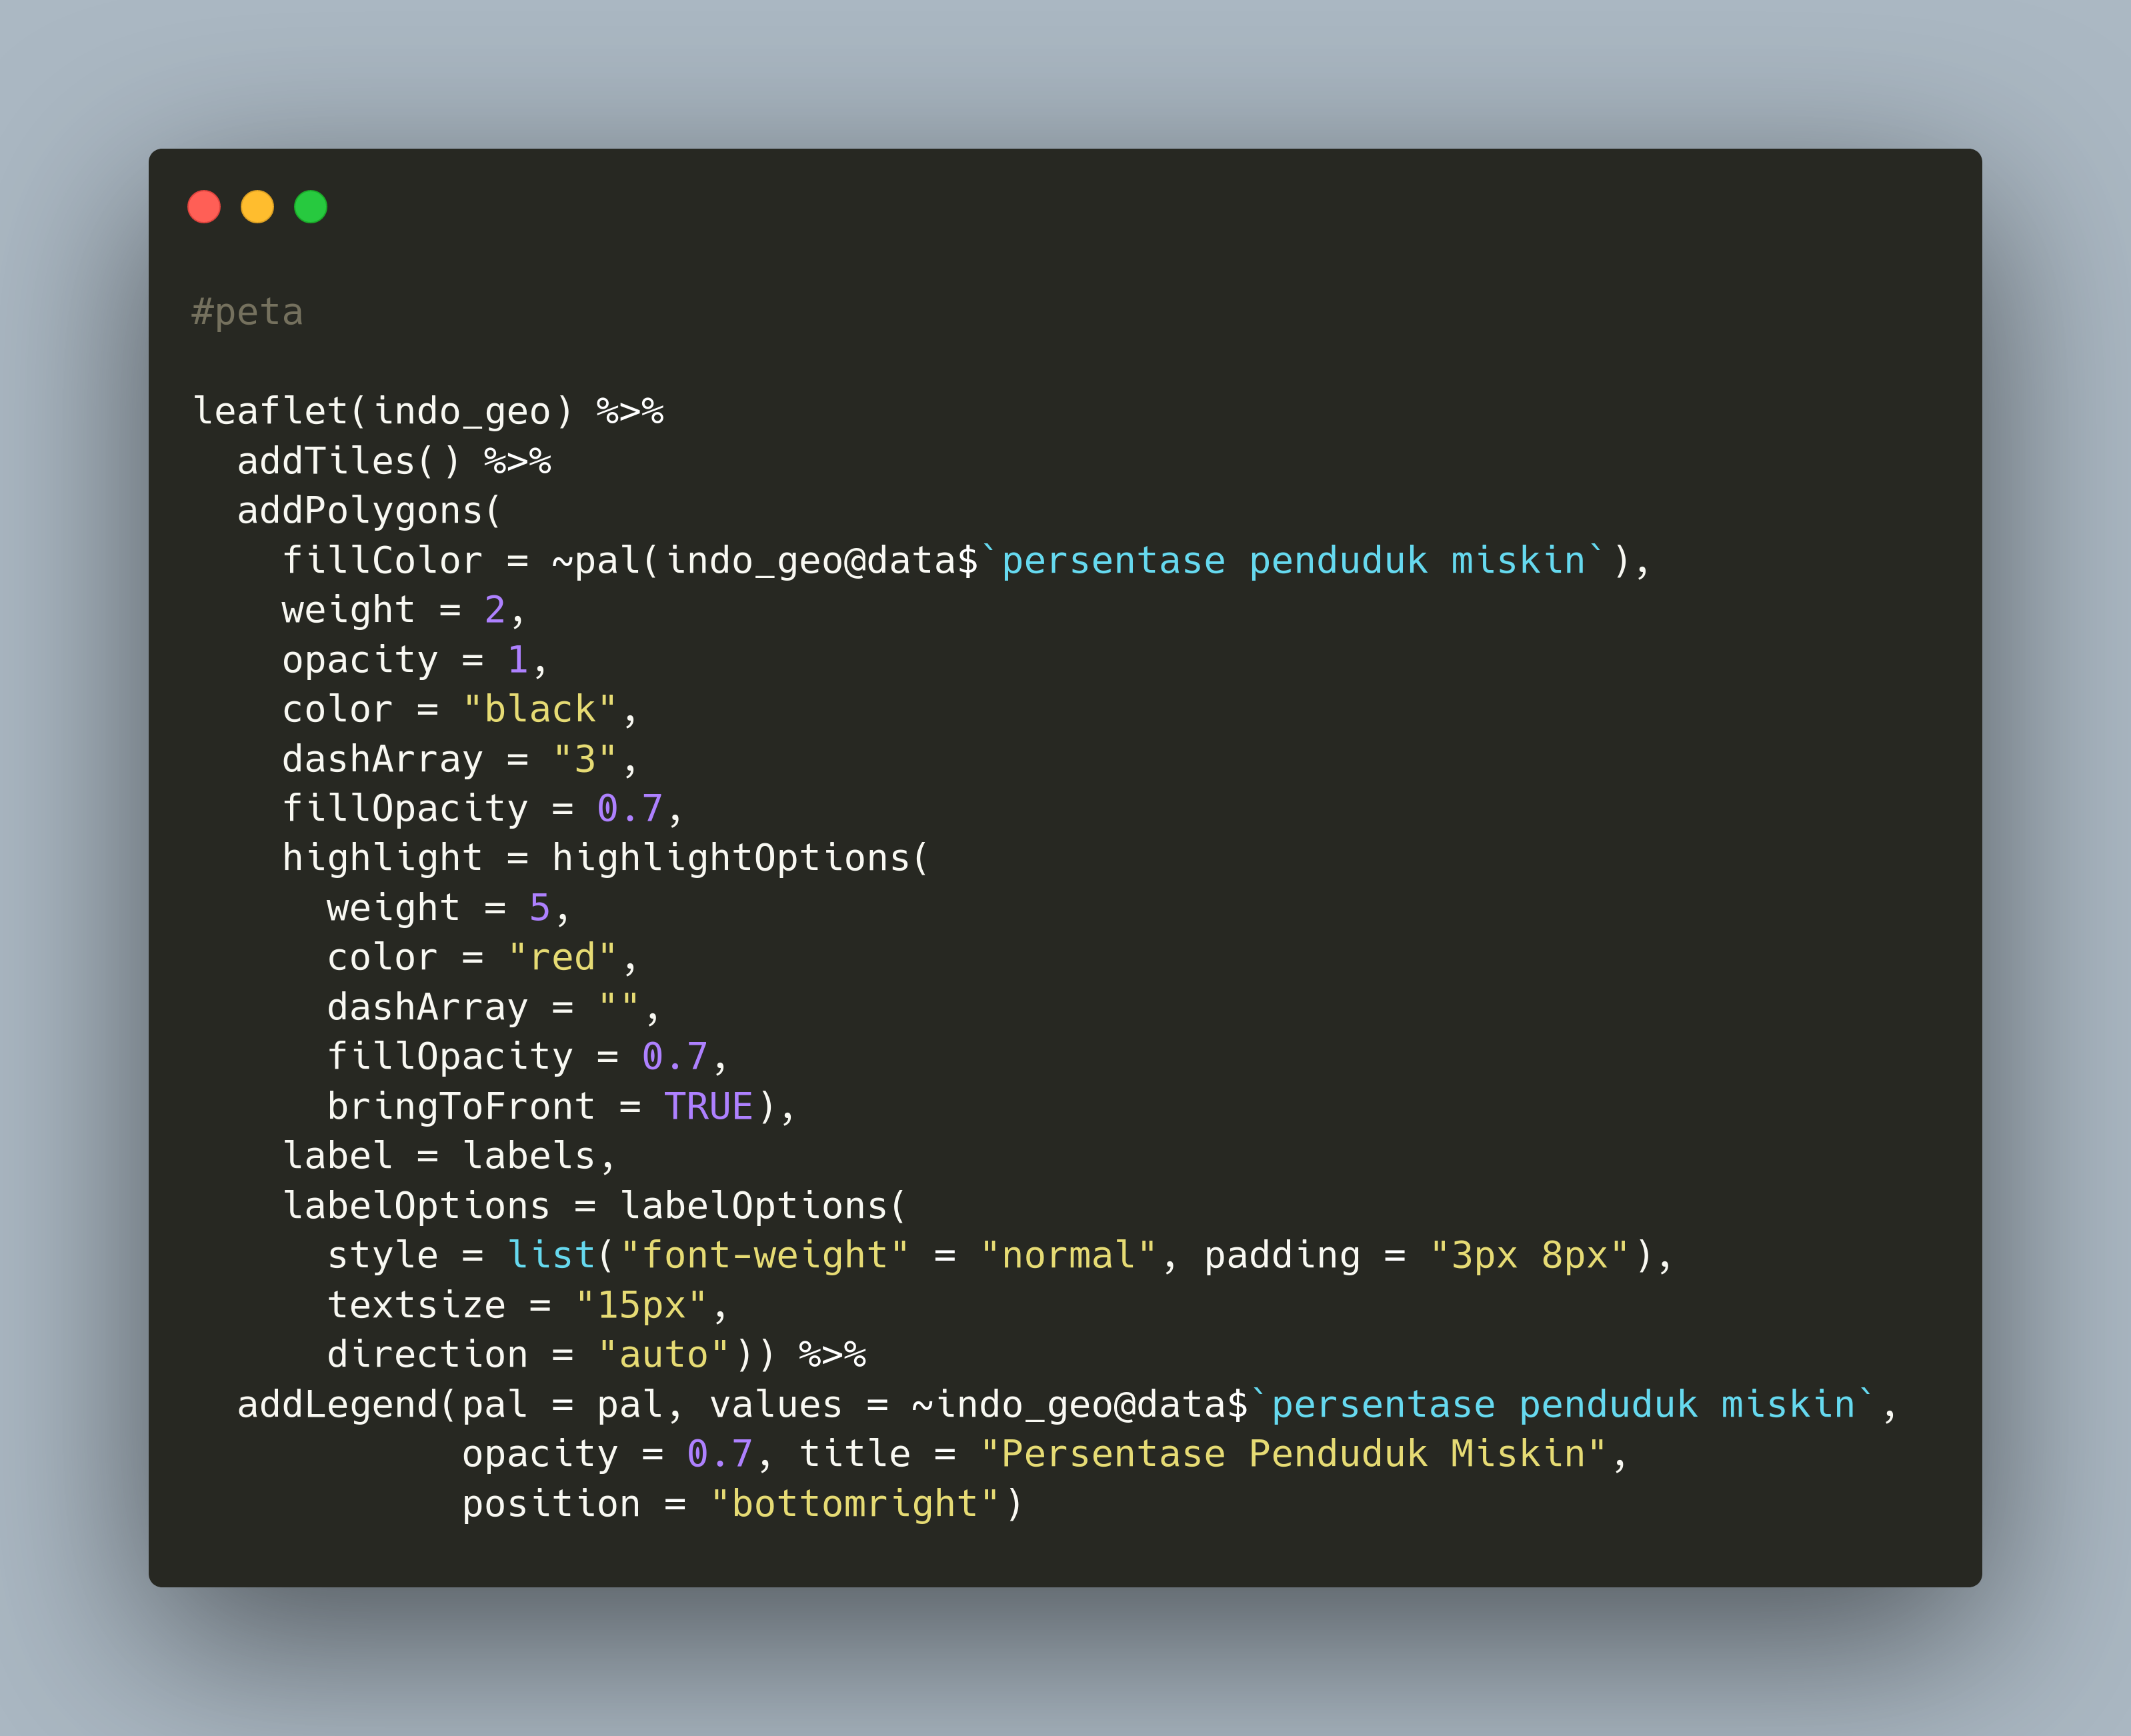 #peta

leaflet(indo_geo) %>%
  addTiles() %>%
  addPolygons(
    fillColor = ~pal(indo_geo@data$`persentase penduduk miskin`),
    weight = 2,
    opacity = 1,
    color = "black",
    dashArray = "3",
    fillOpacity = 0.7,
    highlight = highlightOptions(
      weight = 5,
      color = "red",
      dashArray = "",
      fillOpacity = 0.7,
      bringToFront = TRUE),
    label = labels,
    labelOptions = labelOptions(
      style = list("font-weight" = "normal", padding = "3px 8px"),
      textsize = "15px",
      direction = "auto")) %>%
  addLegend(pal = pal, values = ~indo_geo@data$`persentase penduduk miskin`,
            opacity = 0.7, title = "Persentase Penduduk Miskin",
            position = "bottomright")